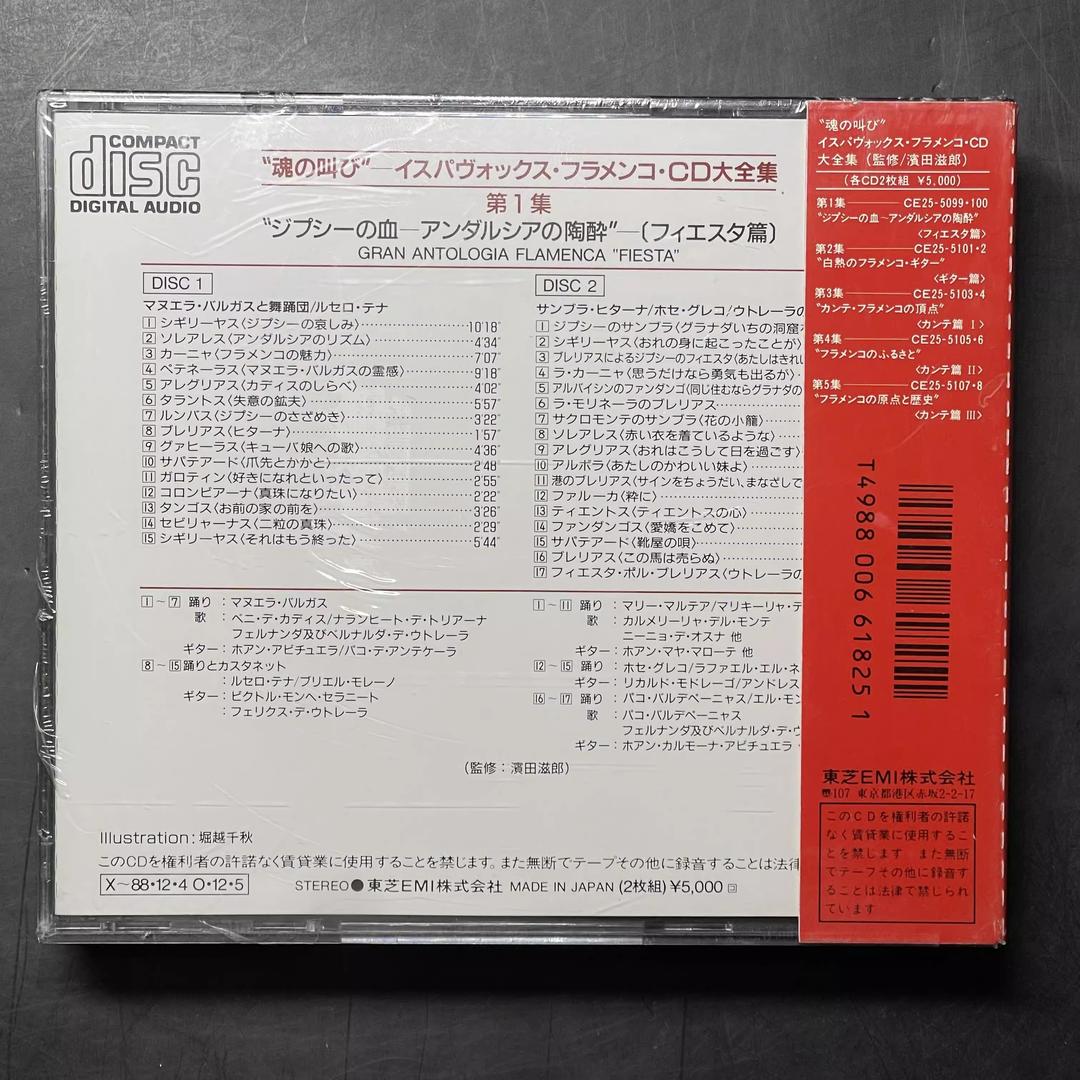 COMPACT
disc
DIGITAL AUDIO
"魂の叫び"―イスパヴォックス・フラメンコ・CD大全集
第1集
"ジプシーの血―アンダルシアの陶酔"―〔フィエスタ篇〕
GRAN ANTOLOGIA FLAMENCA "FIESTA"
DISC 1
マヌエラ・バルガスと舞踊団/ルセロ・テナ
1 シギリーヤス〈ジプシーの哀しみ〉 10'18"
2 ソレアレス〈アンダルシアのリズム〉 4'34"
3 カーニャ〈フラメンコの魅力〉 7'07"
4 ペテネーラス〈マヌエラ・バルガスの霊感〉 9'18"
5 アレグリアス〈カディスのしらべ〉 4'02"
6 タラントス〈失意の鉱夫〉 5'57"
7 ルンバス〈ジプシーのさざめき〉 3'22"
8 ブレリアス〈ヒターナ〉 1'57"
9 グァヒーラス〈キューバ娘への歌〉 4'36"
10 サパテアード〈爪先とかかと〉 2'48"
11 ガロティン〈好きになれといったって〉 2'55"
12 コロンビアーナ〈真珠になりたい〉 2'22"
13 タンゴス〈お前の家の前を〉 3'26"
14 セビリャーナス〈二粒の真珠〉 2'29"
15 シギリーヤス〈それはもう終った〉 5'44"
DISC 2
サンブラ・ヒターナ/ホセ・グレコ/ウトレーラの
1 ジプシーのサンブラ〈グラナダいちの洞窟
2 シギリーヤス〈おれの身に起こったことが〉
3 ブレリアスによるジプシーのフィエスタ〈あたしはきれい
4 ラ・カーニャ〈思うだけなら勇気も出るが〉
5 アルバイシンのファンダンゴ〈同じ住むならグラナダの
6 ラ・モリネーラのブレリアス
7 サクロモンテのサンブラ〈花の小籠〉
8 ソレアレス〈赤い衣を着ているような〉
9 アレグリアス〈おれはこうして日を過ごす〉
10 アルボラ〈あたしのかわいい妹よ〉
11 港のブレリアス〈サインをちょうだい、まなざしで
12 ファルーカ〈粋に〉
13 ティエントス〈ティエントスの心〉
14 ファンダンゴス〈愛嬌をこめて〉
15 サパテアード〈靴屋の唄〉
16 ブレリアス〈この馬は売らぬ〉
17 フィエスタ・ポル・ブレリアス〈ウトレーラの
1〜7 踊り:マヌエラ・バルガス
歌:ベニ・デ・カディス/ナランヒート・デ・トリアーナ
フェルナンダ及びベルナルダ・デ・ウトレーラ
ギター:ホアン・アビチュエラ/パコ・デ・アンテケーラ
8〜15 踊りとカスタネット
:ルセロ・テナ/ブリエル・モレーノ
ギター:ビクトル・モンヘ・セラニート
:フェリクス・デ・ウトレーラ
1〜11 踊り:マリー・マルテア/マリキーリャ・デ
歌:カルメリーリャ・デル・モンテ
ニーニョ・デ・オスナ 他
ギター:ホアン・マヤ・マローテ 他
12〜15 踊り:ホセ・グレコ/ラファエル・エル・ネ
ギター:リカルド・モドレーゴ/アンドレス
16〜17 踊り:パコ・バルデペーニャス/エル・モン
歌:パコ・バルデペーニャス
フェルナンダ及びベルナルダ・デ・ウ
ギター:ホアン・カルモーナ・アビチュエラ
(監修:濱田滋郎)
Illustration:堀越千秋
このCDを権利者の許諾なく賃貸業に使用することを禁じます。また無断でテープその他に録音することは法律
X〜88・12・4 O・12・5
STEREO●東芝EMI株式会社 MADE IN JAPAN (2枚組)¥5,000
"魂の叫び"
イスパヴォックス・フラメンコ・CD
大全集(監修/濱田滋郎)
(各CD2枚組 ¥5,000)
第1集―CE25-5099・100
"ジプシーの血―アンダルシアの陶酔"
〈フィエスタ篇〉
第2集―CE25-5101・2
"白熱のフラメンコ・ギター"
〈ギター篇〉
第3集―CE25-5103・4
"カンテ・フラメンコの頂点"
〈カンテ篇 I〉
第4集―CE25-5105・6
"フラメンコのふるさと"
〈カンテ篇 II〉
第5集―CE25-5107・8
"フラメンコの原点と歴史"
〈カンテ篇 III〉
T4988 006 61825 1
東芝EMI株式会社
〠107 東京都港区赤坂2-2-17
このCDを権利者の許諾
なく賃貸業に使用するこ
とを禁じます また無断
でテープその他に録音す
ることは法律で禁じられ
ています